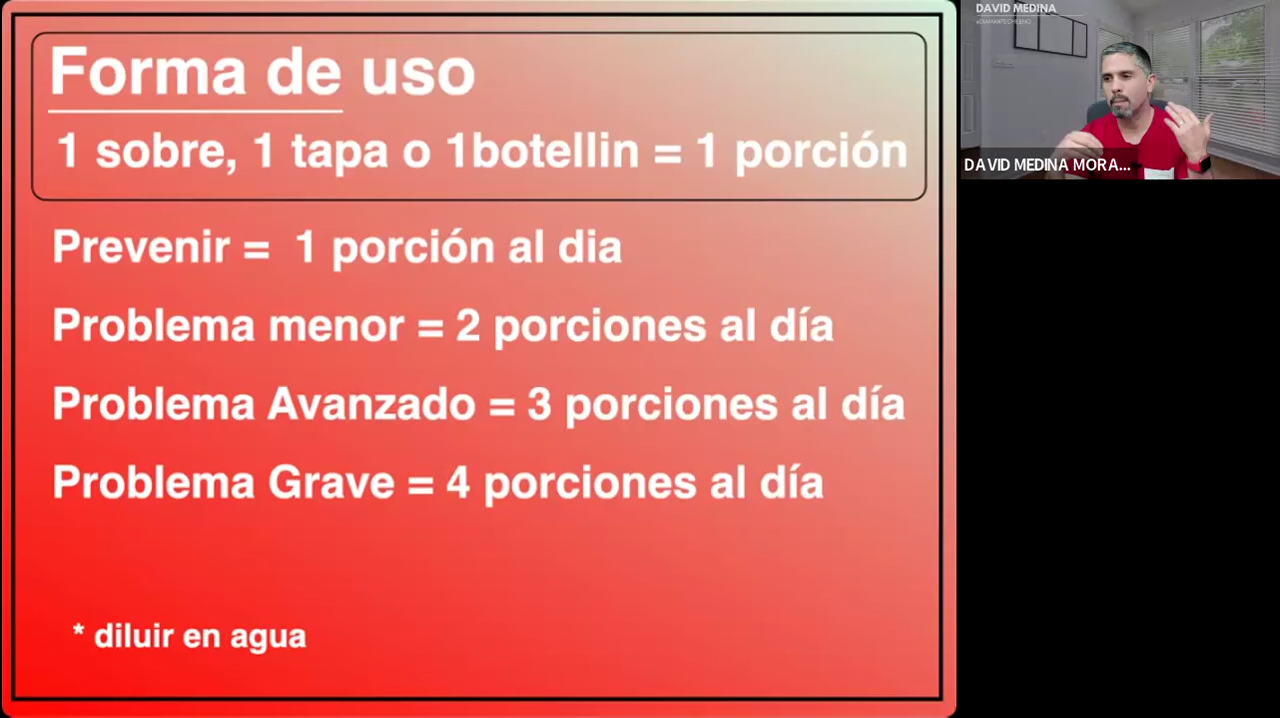 Forma de uso
1 sobre, 1 tapa o 1botellin = 1 porción
Prevenir = 1 porción al dia
Problema menor = 2 porciones al día
Problema Avanzado = 3 porciones al día
Problema Grave = 4 porciones al día
* diluir en agua
DAVID MEDINA
DAVID MEDINA MORA...